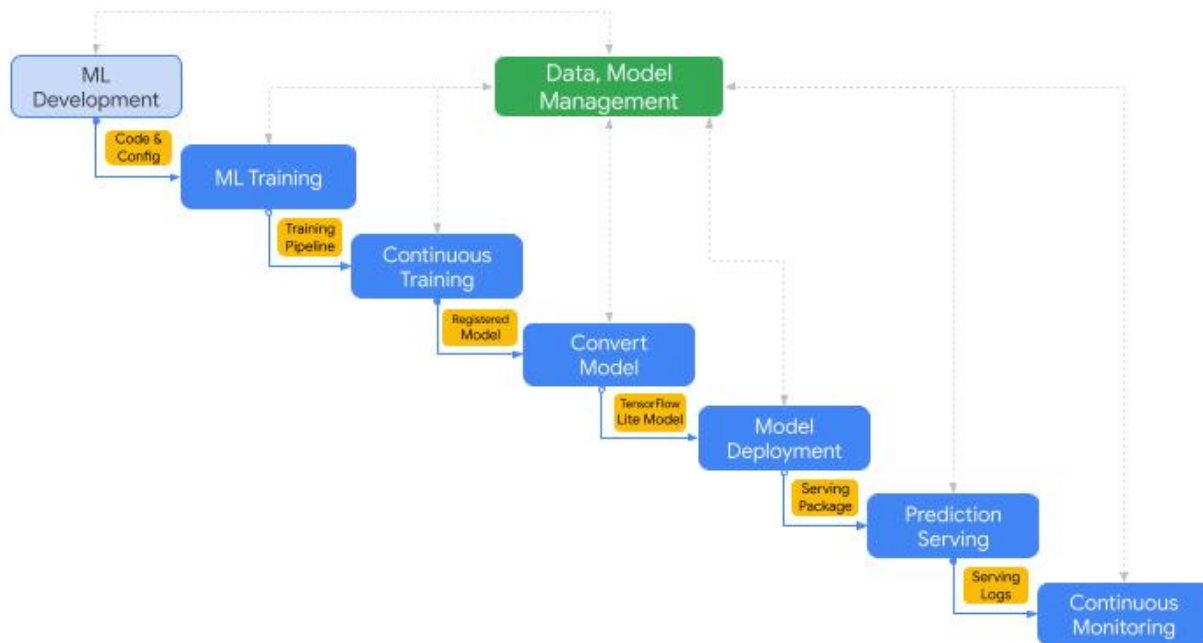 ML
Development
Data, Model
Management
Code &
Config
ML Training
Training
Pipeline
Continuous
Training
Registered
Model
Convert
Model
TensorFlow
Lite Model
Model
Deployment
Serving
Package
Prediction
Serving
Serving
Logs
Continuous
Monitoring